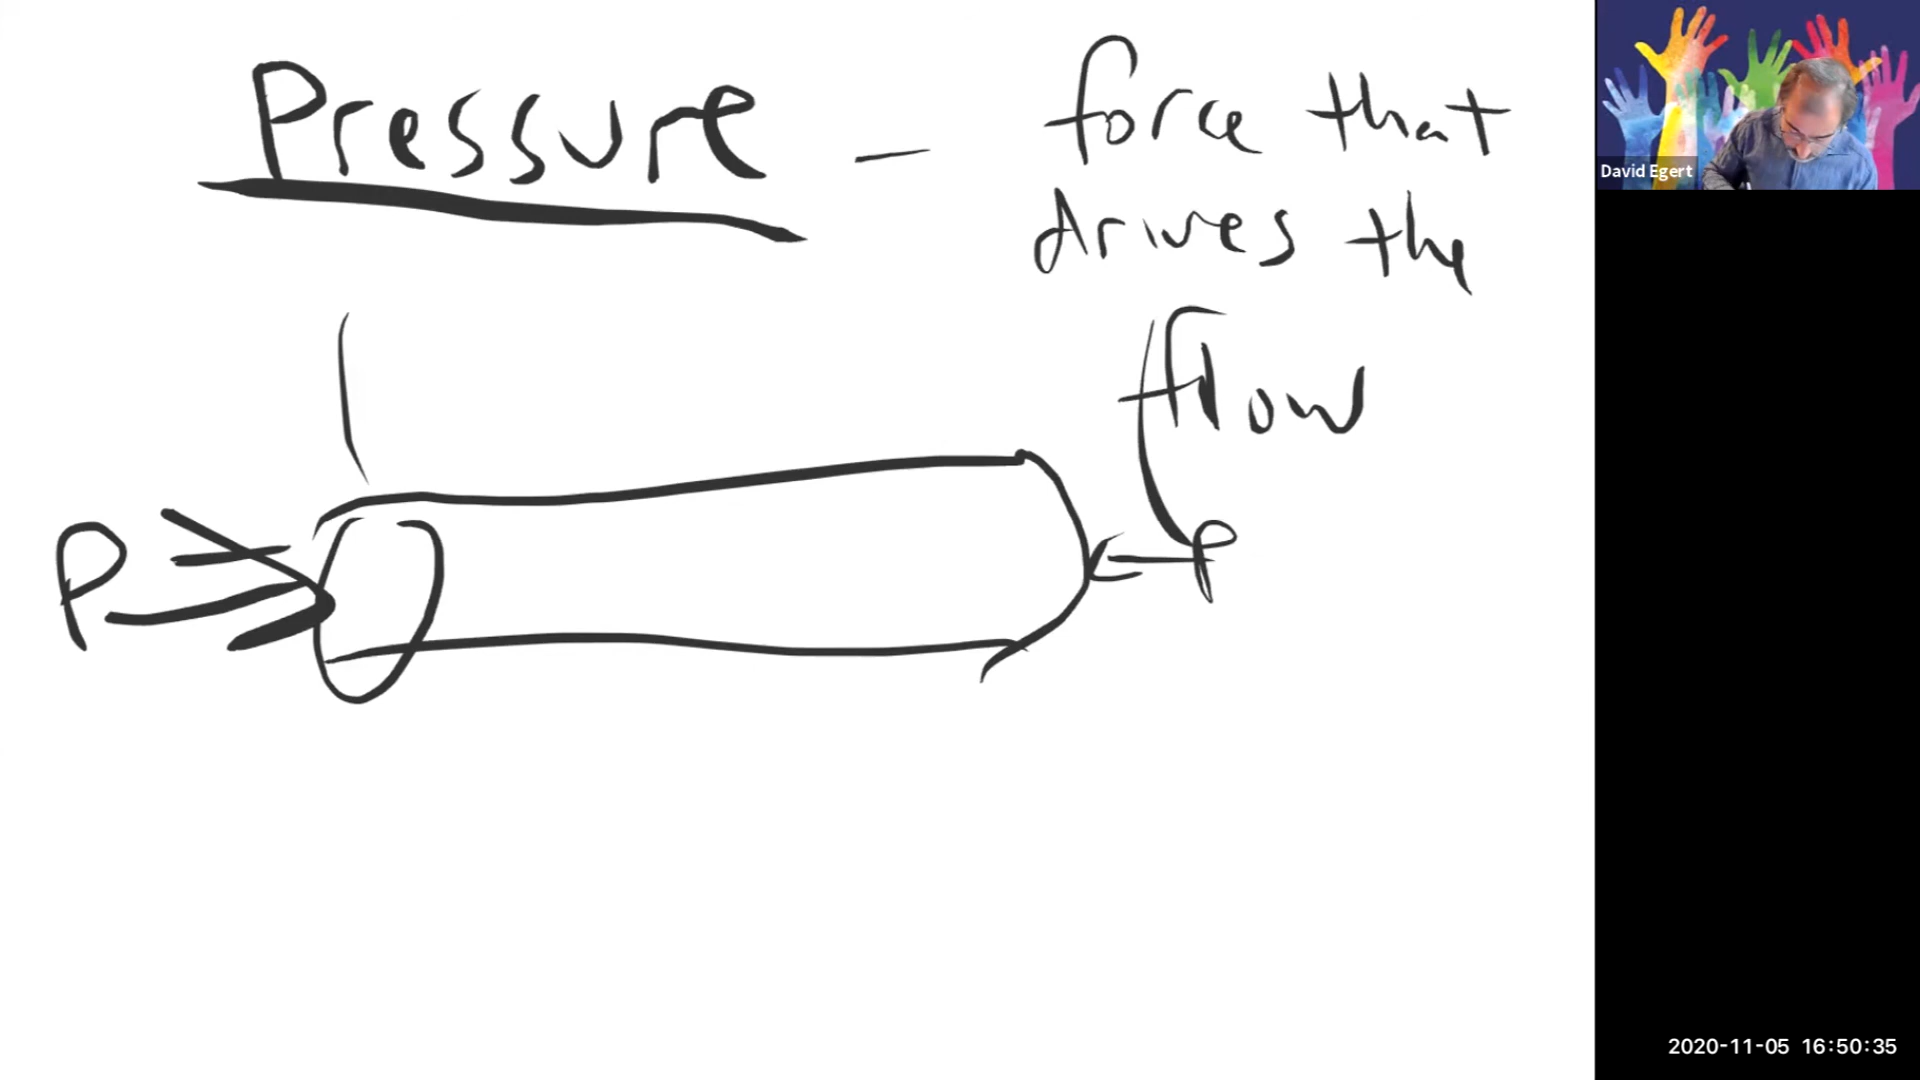 Pressure - force that
drives the
flow
P
P
David Egert
2020-11-05 16:50:35